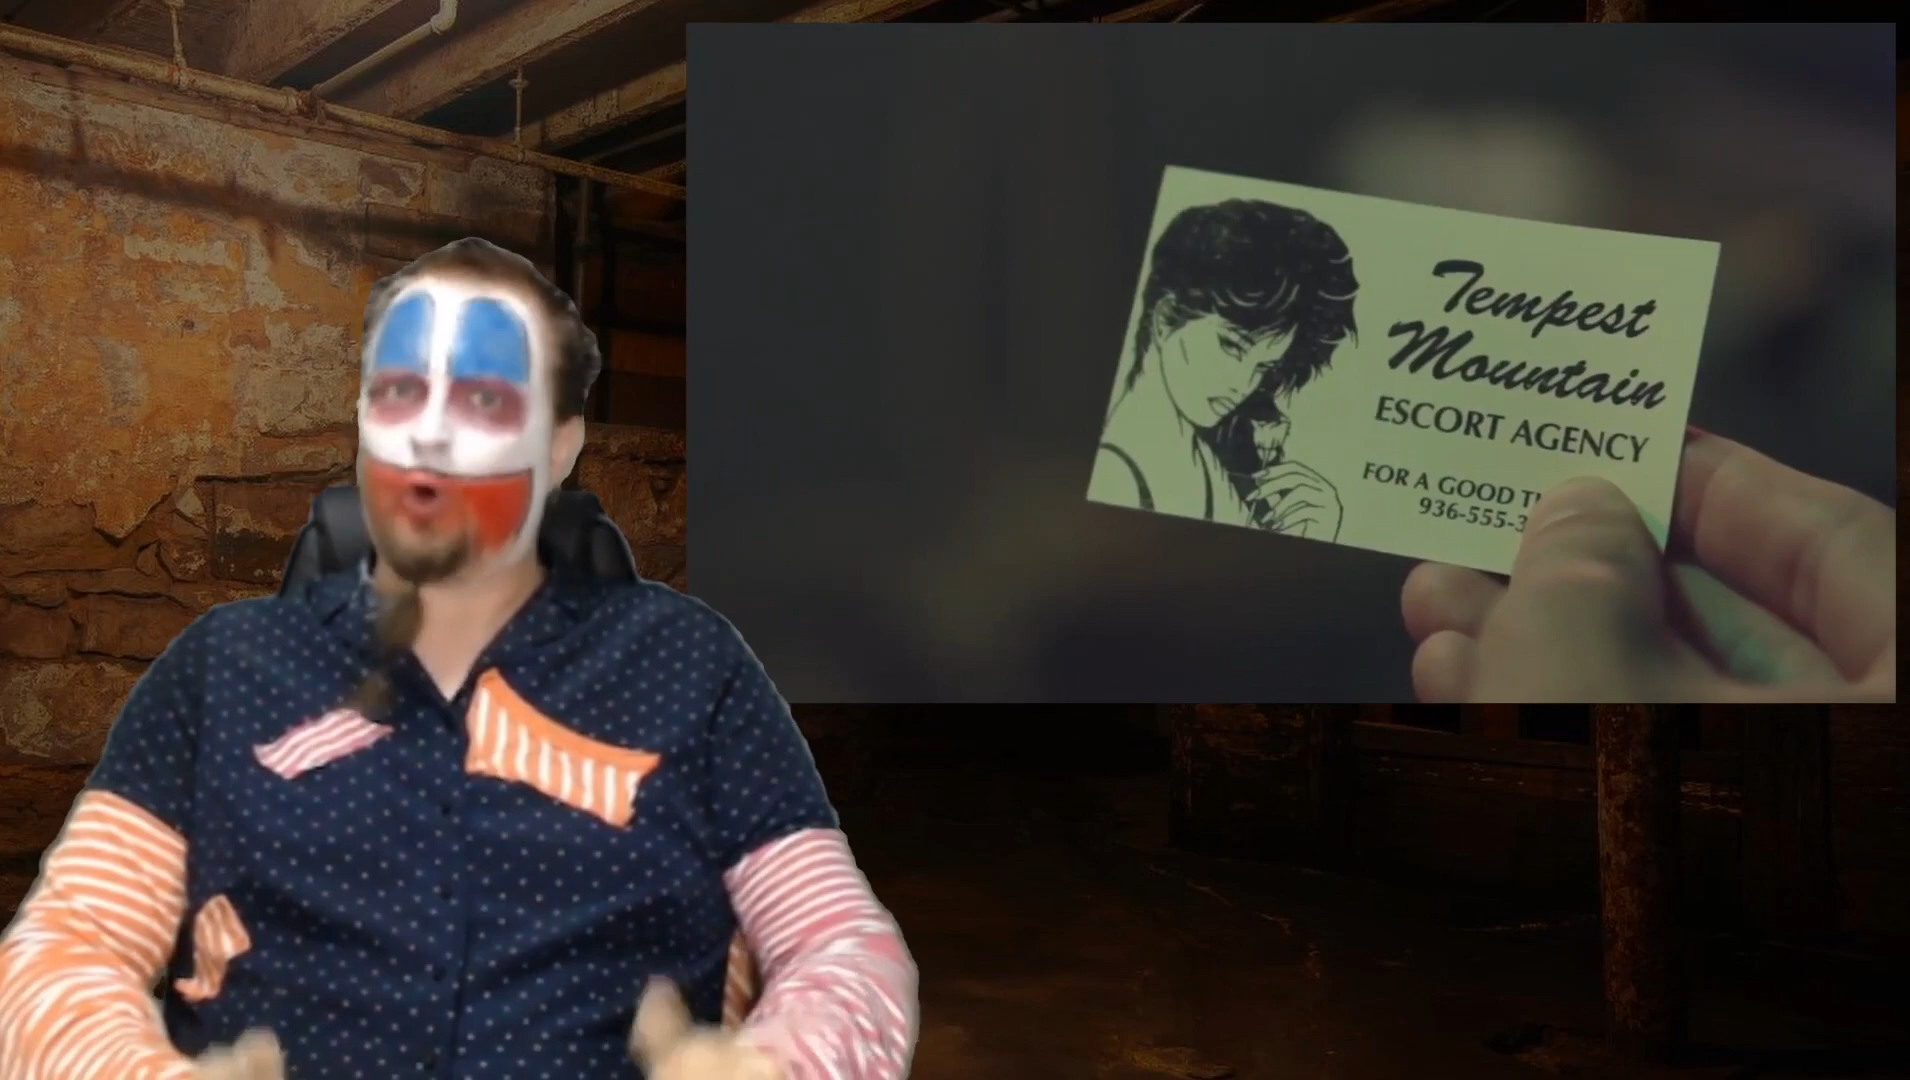 Tempest
Mountain
ESCORT AGENCY
FOR A GOOD
936-555-3